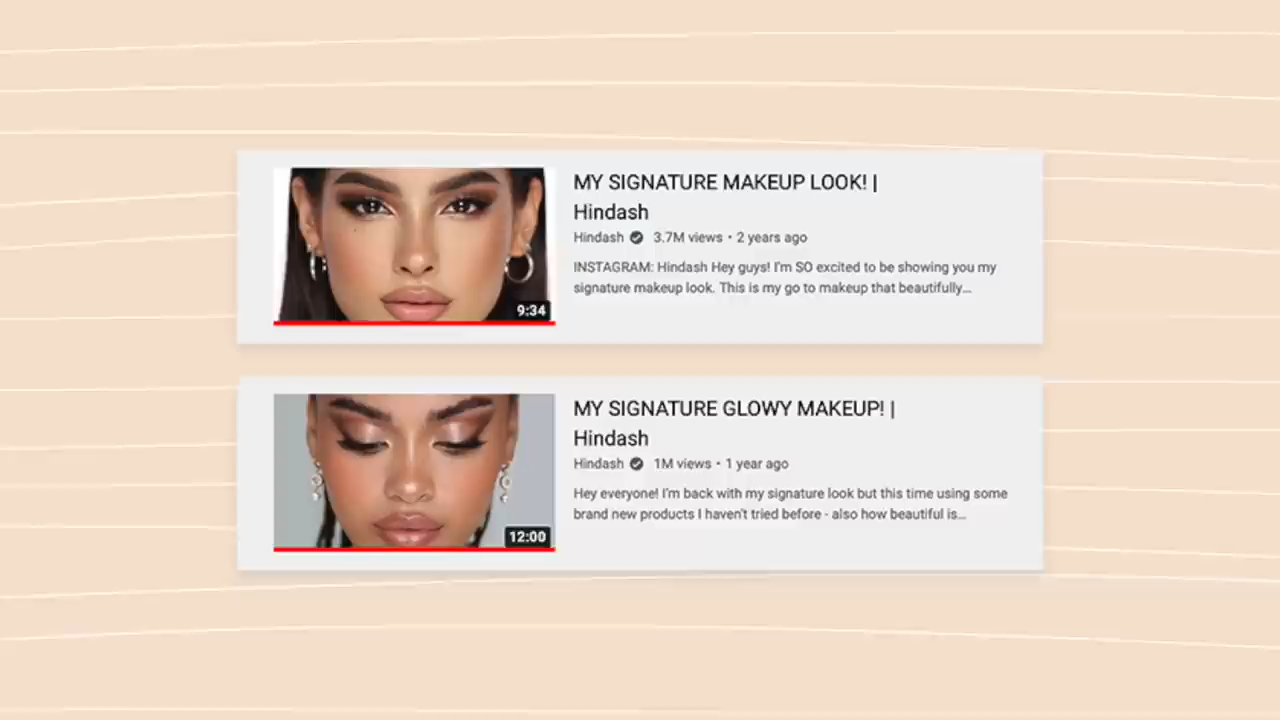 MY SIGNATURE MAKEUP LOOK! |
Hindash
Hindash 3.7M views • 2 years ago
INSTAGRAM: Hindash Hey guys! I'm SO excited to be showing you my
signature makeup look. This is my go to makeup that beautifully...
9:34
MY SIGNATURE GLOWY MAKEUP! |
Hindash
Hindash 1M views • 1 year ago
Hey everyone! I'm back with my signature look but this time using some
brand new products I haven't tried before - also how beautiful is...
12:00